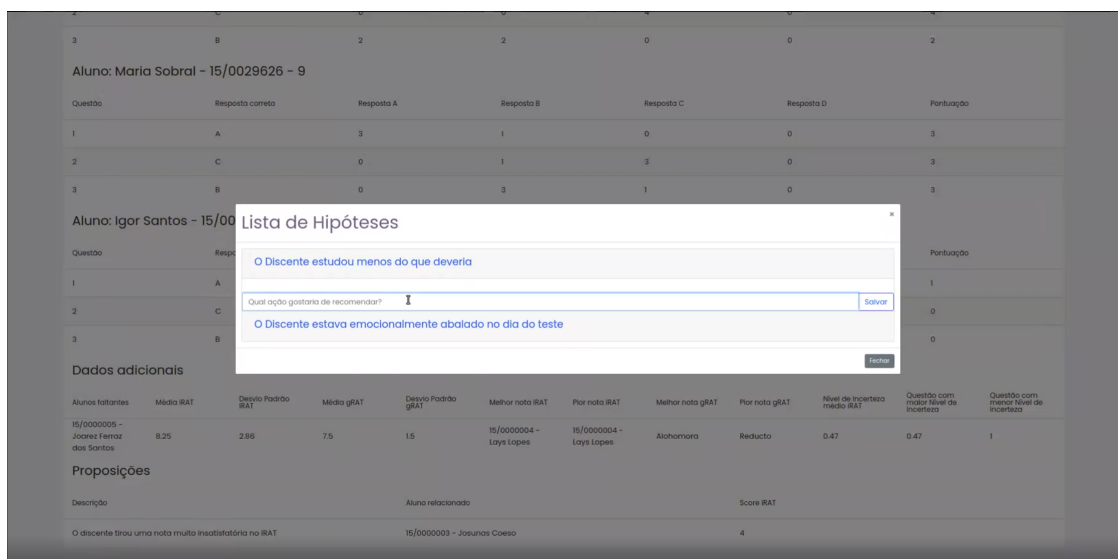 3 B 2 2 0 0 2
Aluno: Maria Sobral - 15/0029626 - 9
Questão Resposta correta Resposta A Resposta B Resposta C Resposta D Pontuação
1 A 3 1 0 0 3
2 C 0 1 3 0 3
3 B 0 3 1 0 3
Aluno: Igor Santos - 15/00
Lista de Hipóteses
×
Questão Pontuação
O Discente estudou menos do que deveria
1 A 1
Qual ação gostaria de recomendar? Salvar
2 C 0
O Discente estava emocionalmente abalado no dia do teste
3 B 0
Fechar
Dados adicionais
Alunos faltantes Média IRAT Desvio Padrão IRAT Média gRAT Desvio Padrão gRAT Melhor nota IRAT Pior nota IRAT Melhor nota gRAT Pior nota gRAT Nível de Incerteza médio IRAT Questão com maior Nível de Incerteza Questão com menor Nível de Incerteza
15/0000005 - Joarez Ferraz dos Santos 8.25 2.86 7.5 1.5 15/0000004 - Lays Lopes 15/0000004 - Lays Lopes Alohomora Reducto 0.47 0.47 1
Proposições
Descrição Aluno relacionado Score IRAT
O discente tirou uma nota muito insatisfatória no IRAT 15/0000003 - Josunas Coeso 4